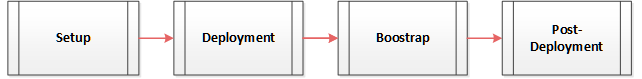 Setup
Deployment
Boostrap
Post-
Deployment